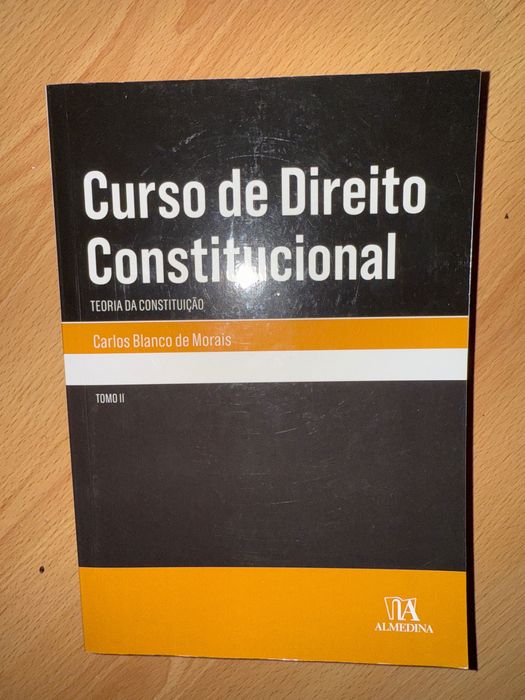 Curso de Direito
Constitucional
TEORIA DA CONSTITUIÇÃO
Carlos Blanco de Morais
TOMO II
ALMEDINA